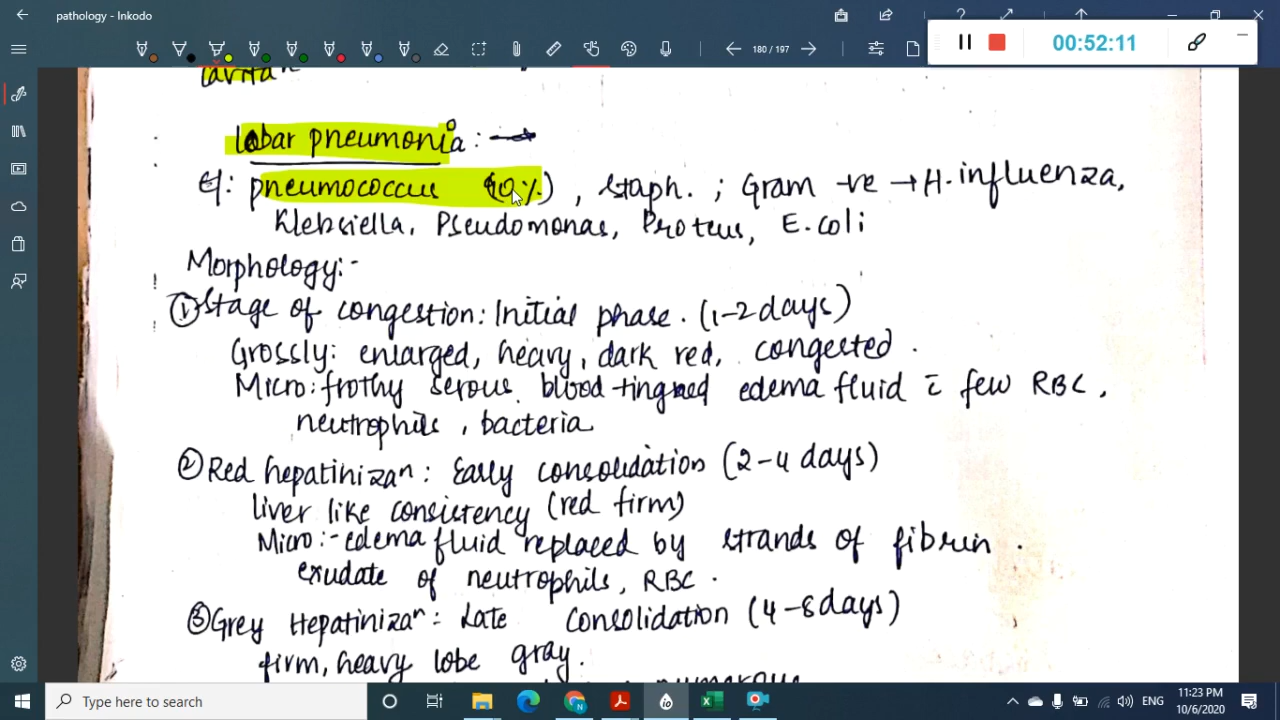 pathology - Inkodo
180 / 197
00:52:11
lobar pneumonia :→
Ef: pneumococcus (90%) , staph. ; Gram -ve → H.influenza,
Klebsiella, Pseudomonas, Proteus, E.coli
Morphology:-
① Stage of congestion: Initial phase. (1-2 days)
Grossly: enlarged, heavy, dark red, congested.
Micro: frothy serous blood-tinged edema fluid c̄ few RBC,
neutrophils, bacteria
② Red hepatinizaⁿ: Early consolidation (2-4 days)
liver like consistency (red firm)
Micro:- edema fluid replaced by strands of fibrin.
exudate of neutrophils, RBC.
③ Grey Hepatinizaⁿ: Late consolidation (4-8 days)
firm, heavy lobe gray.
Type here to search
ENG
11:23 PM
10/6/2020